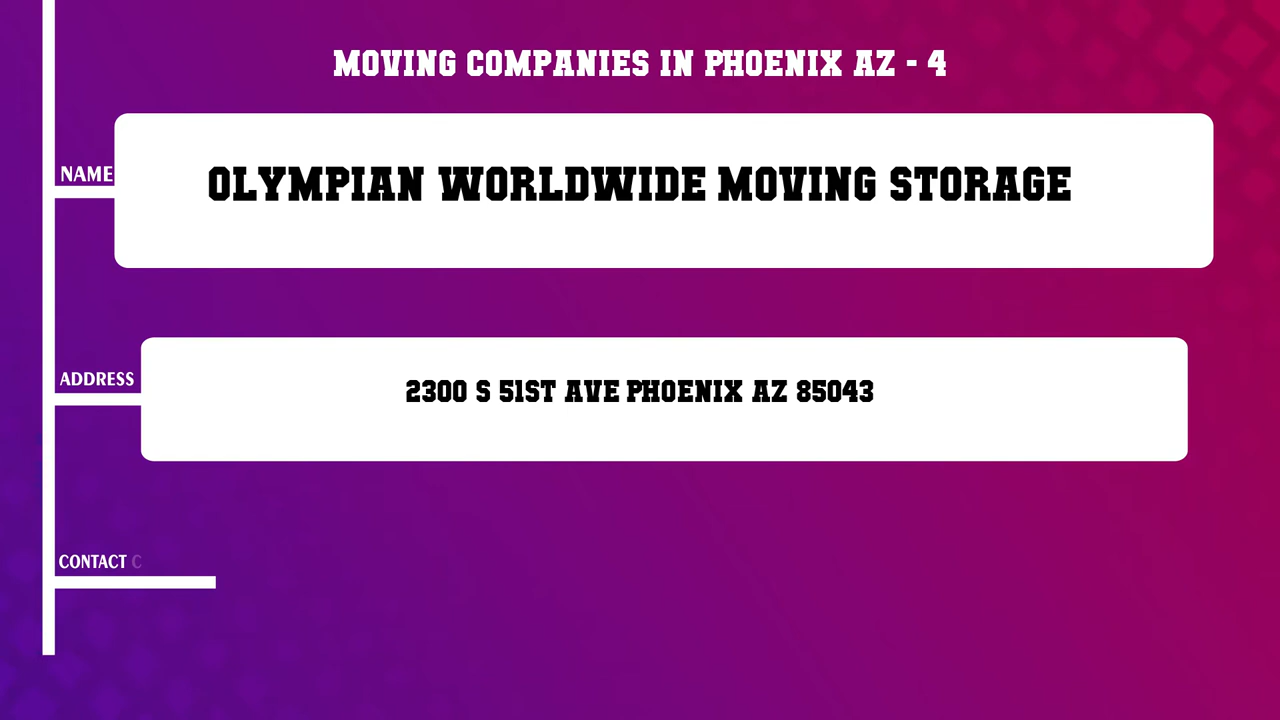 MOVING COMPANIES IN PHOENIX AZ - 4
NAME
OLYMPIAN WORLDWIDE MOVING STORAGE
ADDRESS
2300 S 51ST AVE PHOENIX AZ 85043
CONTACT C